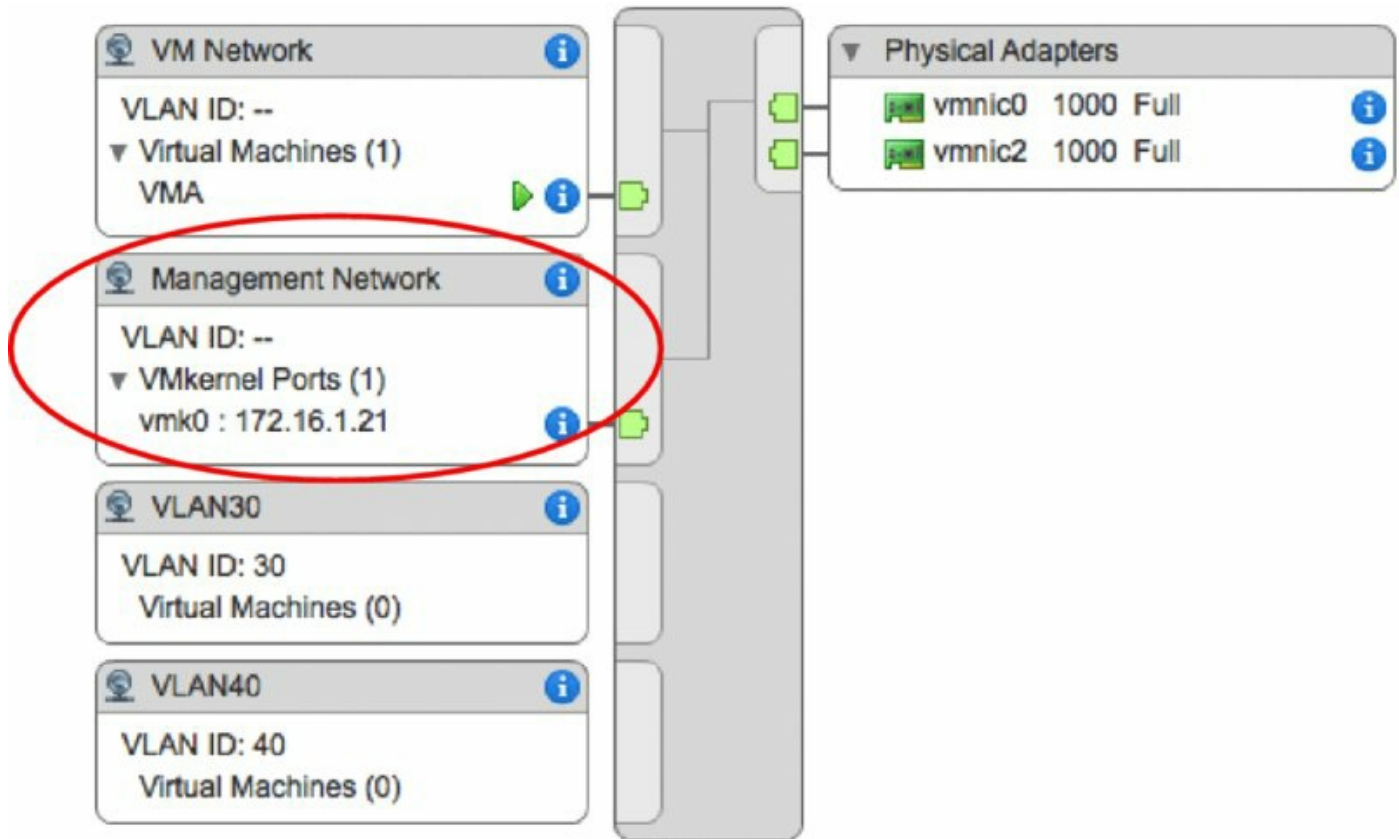 VM Network
VLAN ID: --
Virtual Machines (1)
VMA
Management Network
VLAN ID: --
VMkernel Ports (1)
vmk0 : 172.16.1.21
VLAN30
VLAN ID: 30
Virtual Machines (0)
VLAN40
VLAN ID: 40
Virtual Machines (0)
Physical Adapters
vmnic0 1000 Full
vmnic2 1000 Full